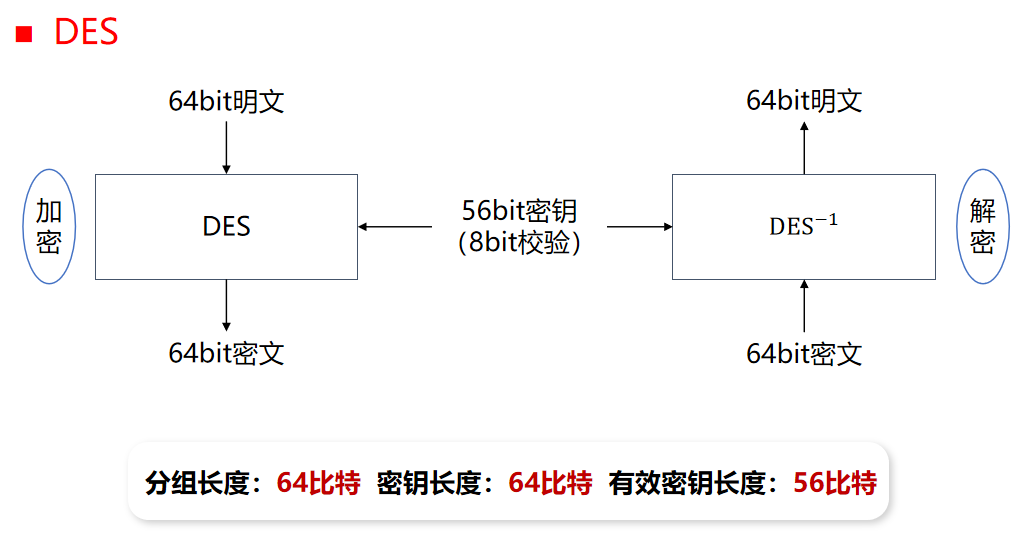 DES
64bit明文
64bit明文
加密
DES
56bit密钥
（8bit校验）
DES⁻¹
解密
64bit密文
64bit密文
分组长度：64比特 密钥长度：64比特 有效密钥长度：56比特